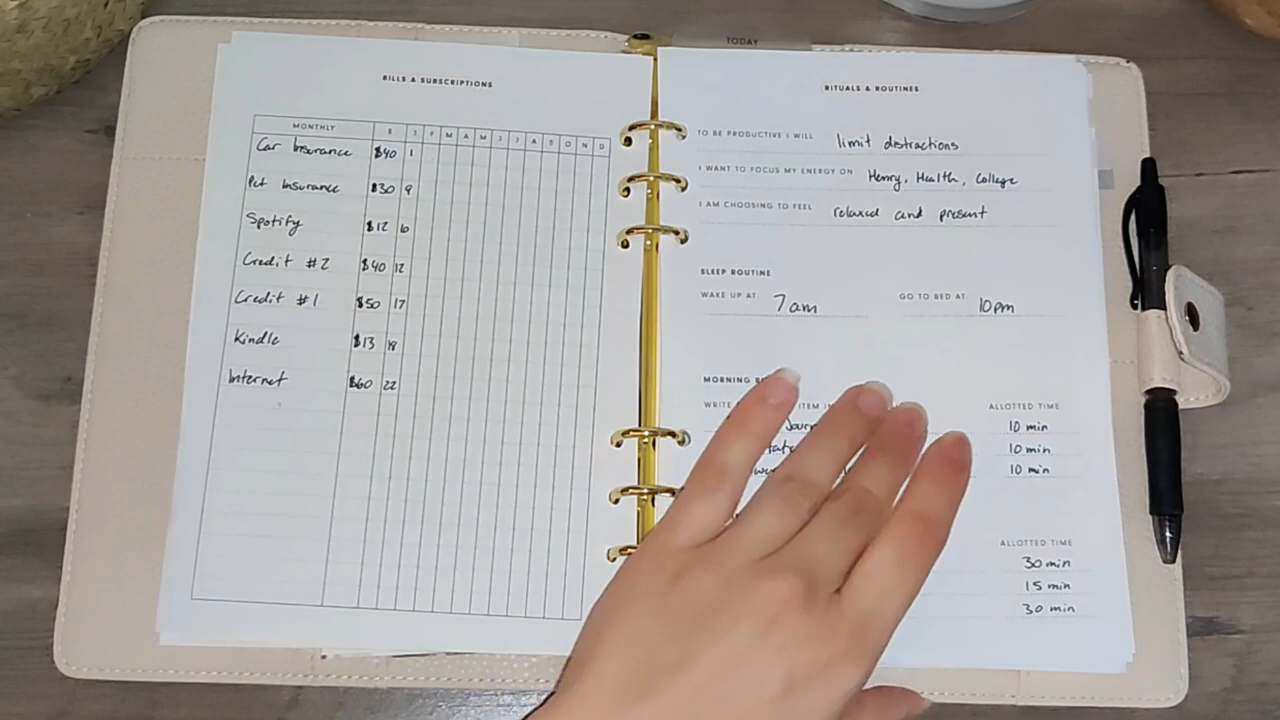 TODAY
BILLS & SUBSCRIPTIONS
MONTHLY $ J F M A M J J A S O N D
Car Insurance $40 1
Pet Insurance $30 9
Spotify $12 10
Credit #2 $40 12
Credit #1 $50 17
Kindle $13 18
Internet $60 22
RITUALS & ROUTINES
TO BE PRODUCTIVE I WILL limit distractions
I WANT TO FOCUS MY ENERGY ON Henry, Health, College
I AM CHOOSING TO FEEL relaxed and present
SLEEP ROUTINE
WAKE UP AT 7am GO TO BED AT 10pm
MORNING
WRITE ITEM ALLOTTED TIME
10 min
10 min
10 min
ALLOTTED TIME
30 min
15 min
30 min